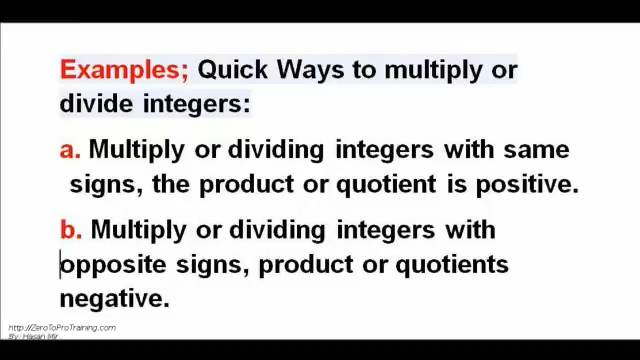 Examples; Quick Ways to multiply or
divide integers:
a. Multiply or dividing integers with same
signs, the product or quotient is positive.
b. Multiply or dividing integers with
opposite signs, product or quotients
negative.
http://ZeroToProTraining.com
By: Hasan Mir